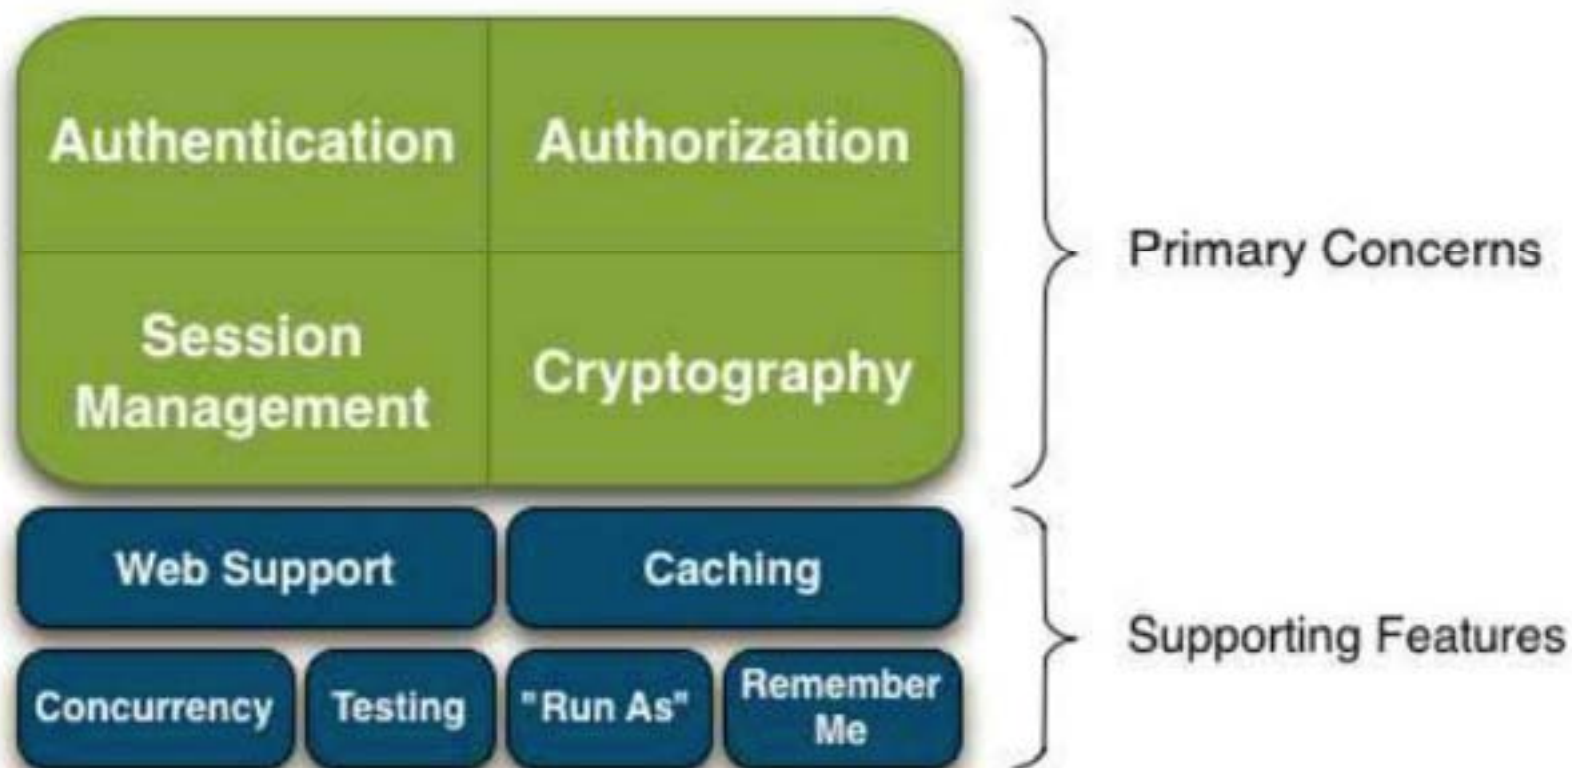 Authentication
Authorization
Primary Concerns
Session
Management
Cryptography
Web Support
Caching
Supporting Features
Concurrency
Testing
"Run As"
Remember
Me